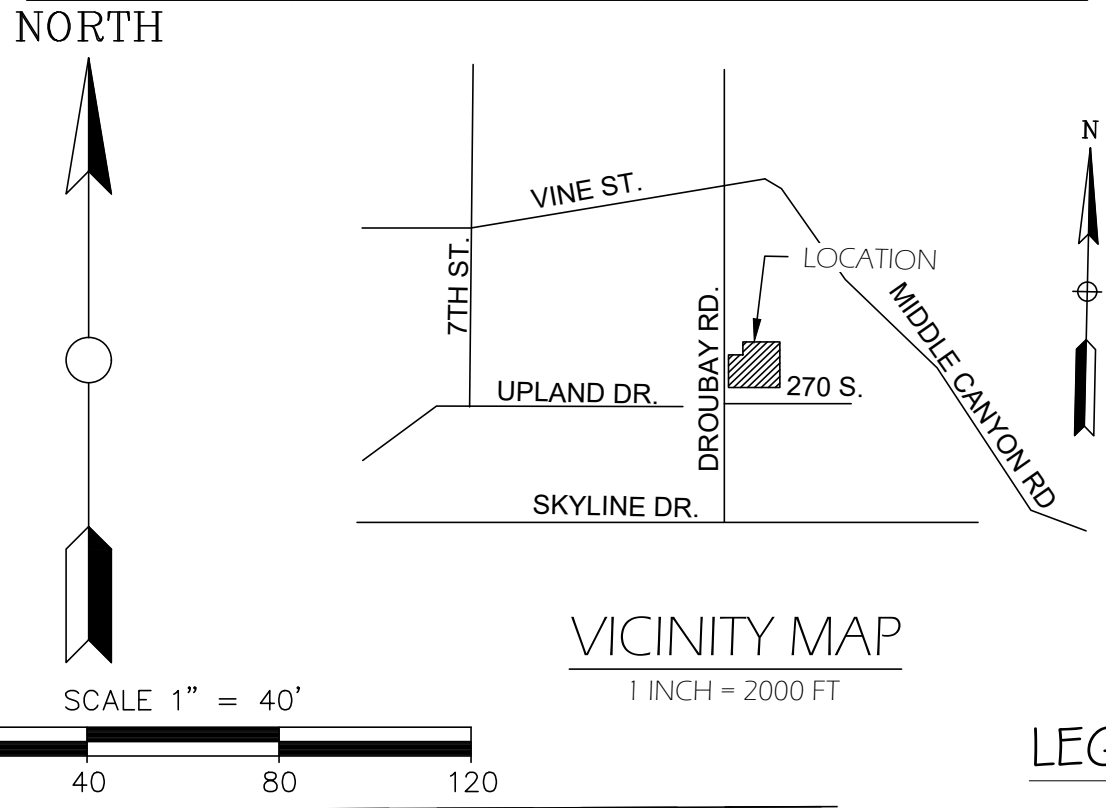 NORTH
N
VINE ST.
LOCATION
7TH ST.
DROUBAY RD.
MIDDLE CANYON RD
UPLAND DR.
270 S.
SKYLINE DR.
VICINITY MAP
1 INCH = 2000 FT
SCALE 1" = 40'
40 80 120